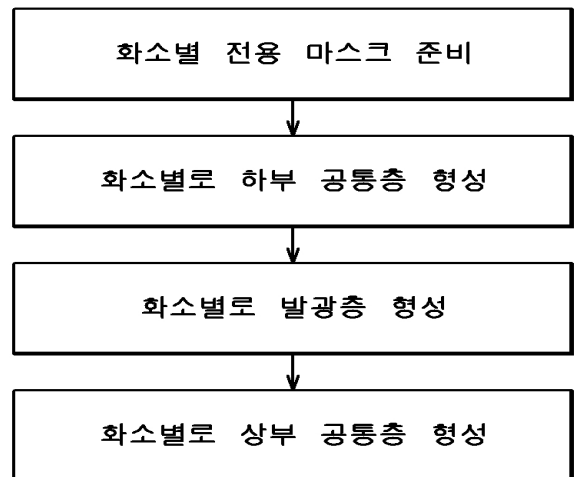 화소별 전용 마스크 준비
화소별로 하부 공통층 형성
화소별로 발광층 형성
화소별로 상부 공통층 형성